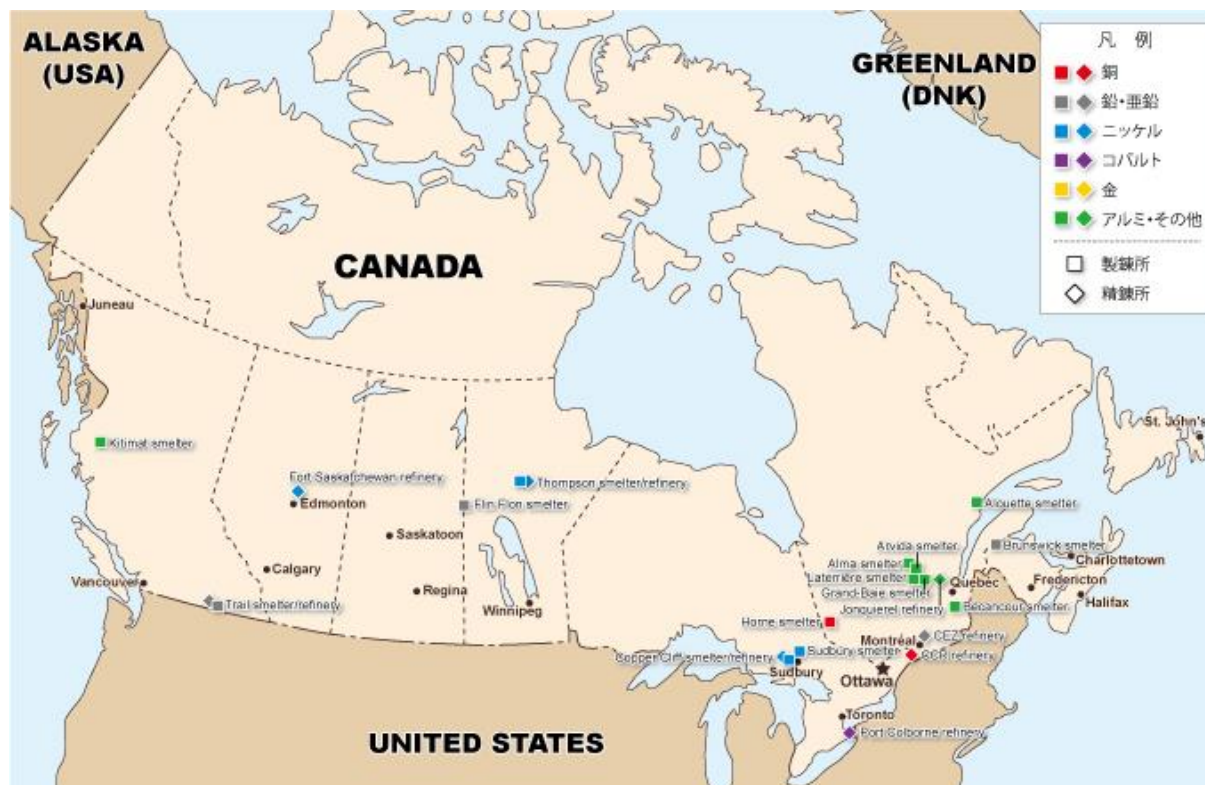 ALASKA
(USA)
GREENLAND
(DNK)
凡 例
銅
鉛・亜鉛
ニッケル
コバルト
金
アルミ・その他
製錬所
精錬所
CANADA
Juneau
St. John's
Kitimat smelter
Fort Saskatchewan refinery
Edmonton
Thompson smelter/refinery
Flin Flon smelter
Alouette smelter
Saskatoon
Arvida smelter
Brunswick smelter
Charlottetown
Alma smelter
Calgary
Laterrière smelter
Vancouver
Grand-Baie smelter
Québec
Fredericton
Regina
Halifax
Trail smelter/refinery
Winnipeg
Jonquierel refinery
Bécancour smelter
Horne smelter
CEZ refinery
Montréal
Sudbury smelter
CCR refinery
Copper Cliff smelter/refinery
Sudbury
Ottawa
Toronto
Port Colborne refinery
UNITED STATES